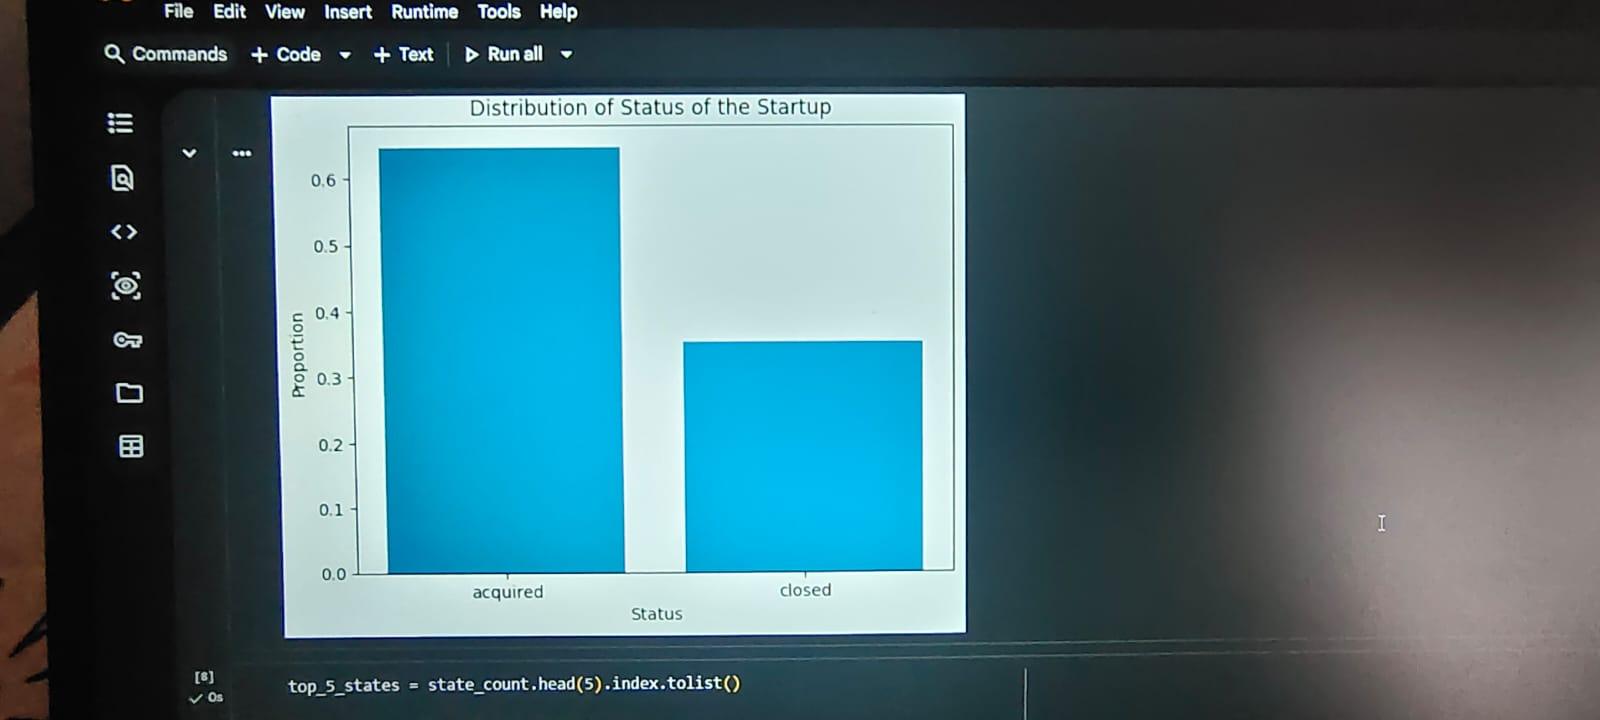 File Edit View Insert Runtime Tools Help
Commands + Code + Text Run all
Distribution of Status of the Startup
0.6
0.5
0.4
0.3
0.2
0.1
0.0
Proportion
acquired closed
Status
[8]
0s
top_5_states = state_count.head(5).index.tolist()